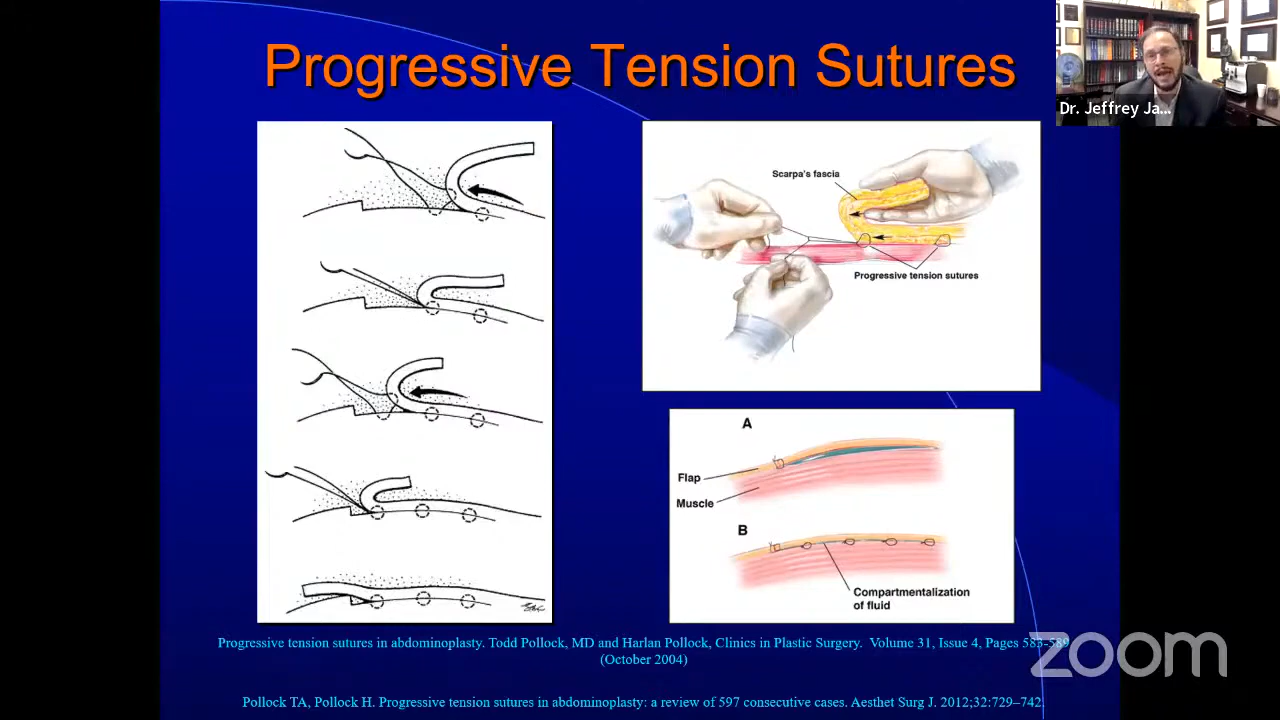 Progressive Tension Sutures
Dr. Jeffrey Ja...
Scarpa's fascia
Progressive tension sutures
A
Flap
Muscle
B
Compartmentalization
of fluid
Progressive tension sutures in abdominoplasty. Todd Pollock, MD and Harlan Pollock, Clinics in Plastic Surgery. Volume 31, Issue 4, Pages 583-589
(October 2004)
zoom
Pollock TA, Pollock H. Progressive tension sutures in abdominoplasty: a review of 597 consecutive cases. Aesthet Surg J. 2012;32:729–742.